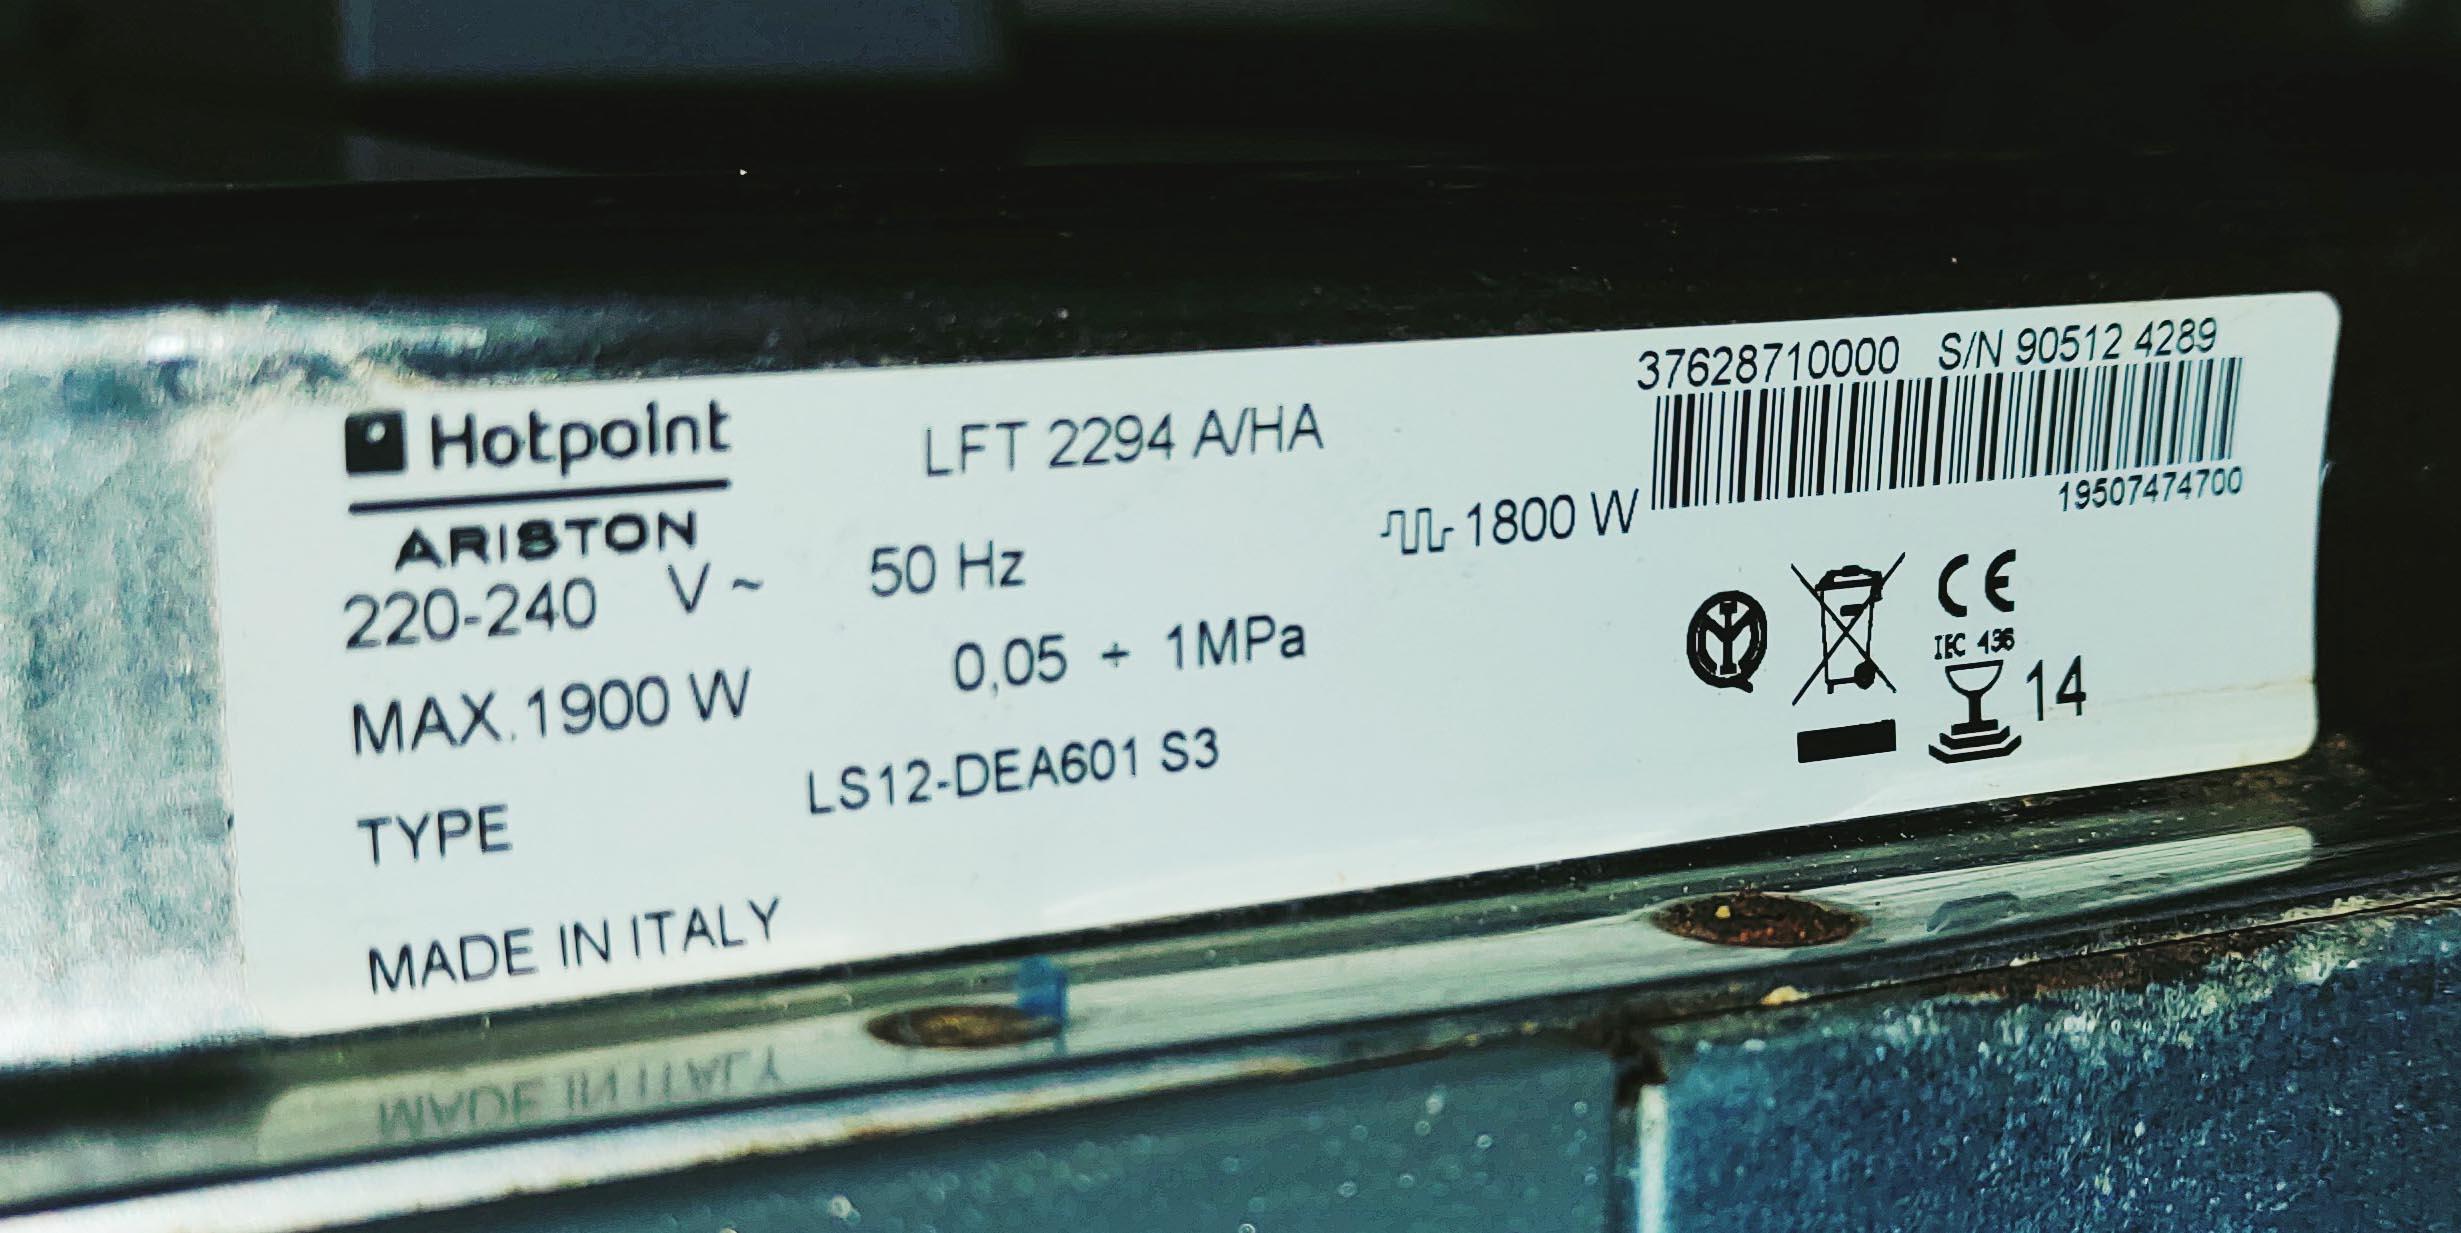 Hotpoint
ARISTON
LFT 2294 A/HA
37628710000 S/N 90512 4289
19507474700
220-240 V ~ 50 Hz 1800 W
MAX.1900 W 0,05 ÷ 1MPa
TYPE LS12-DEA601 S3
MADE IN ITALY
CE
IEC 436
14